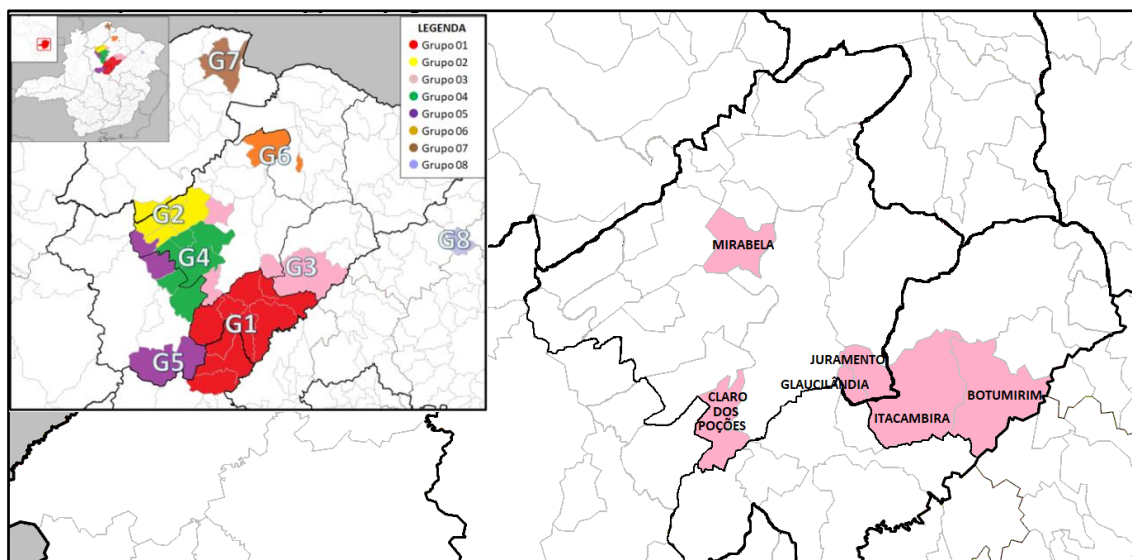 LEGENDA
Grupo 01
Grupo 02
Grupo 03
Grupo 04
Grupo 05
Grupo 06
Grupo 07
Grupo 08
G7
G6
G2
G8
G4
G3
G1
G5
MIRABELA
JURAMENTO
GLAUCILÂNDIA
CLARO
DOS
POÇÕES
BOTUMIRIM
ITACAMBIRA